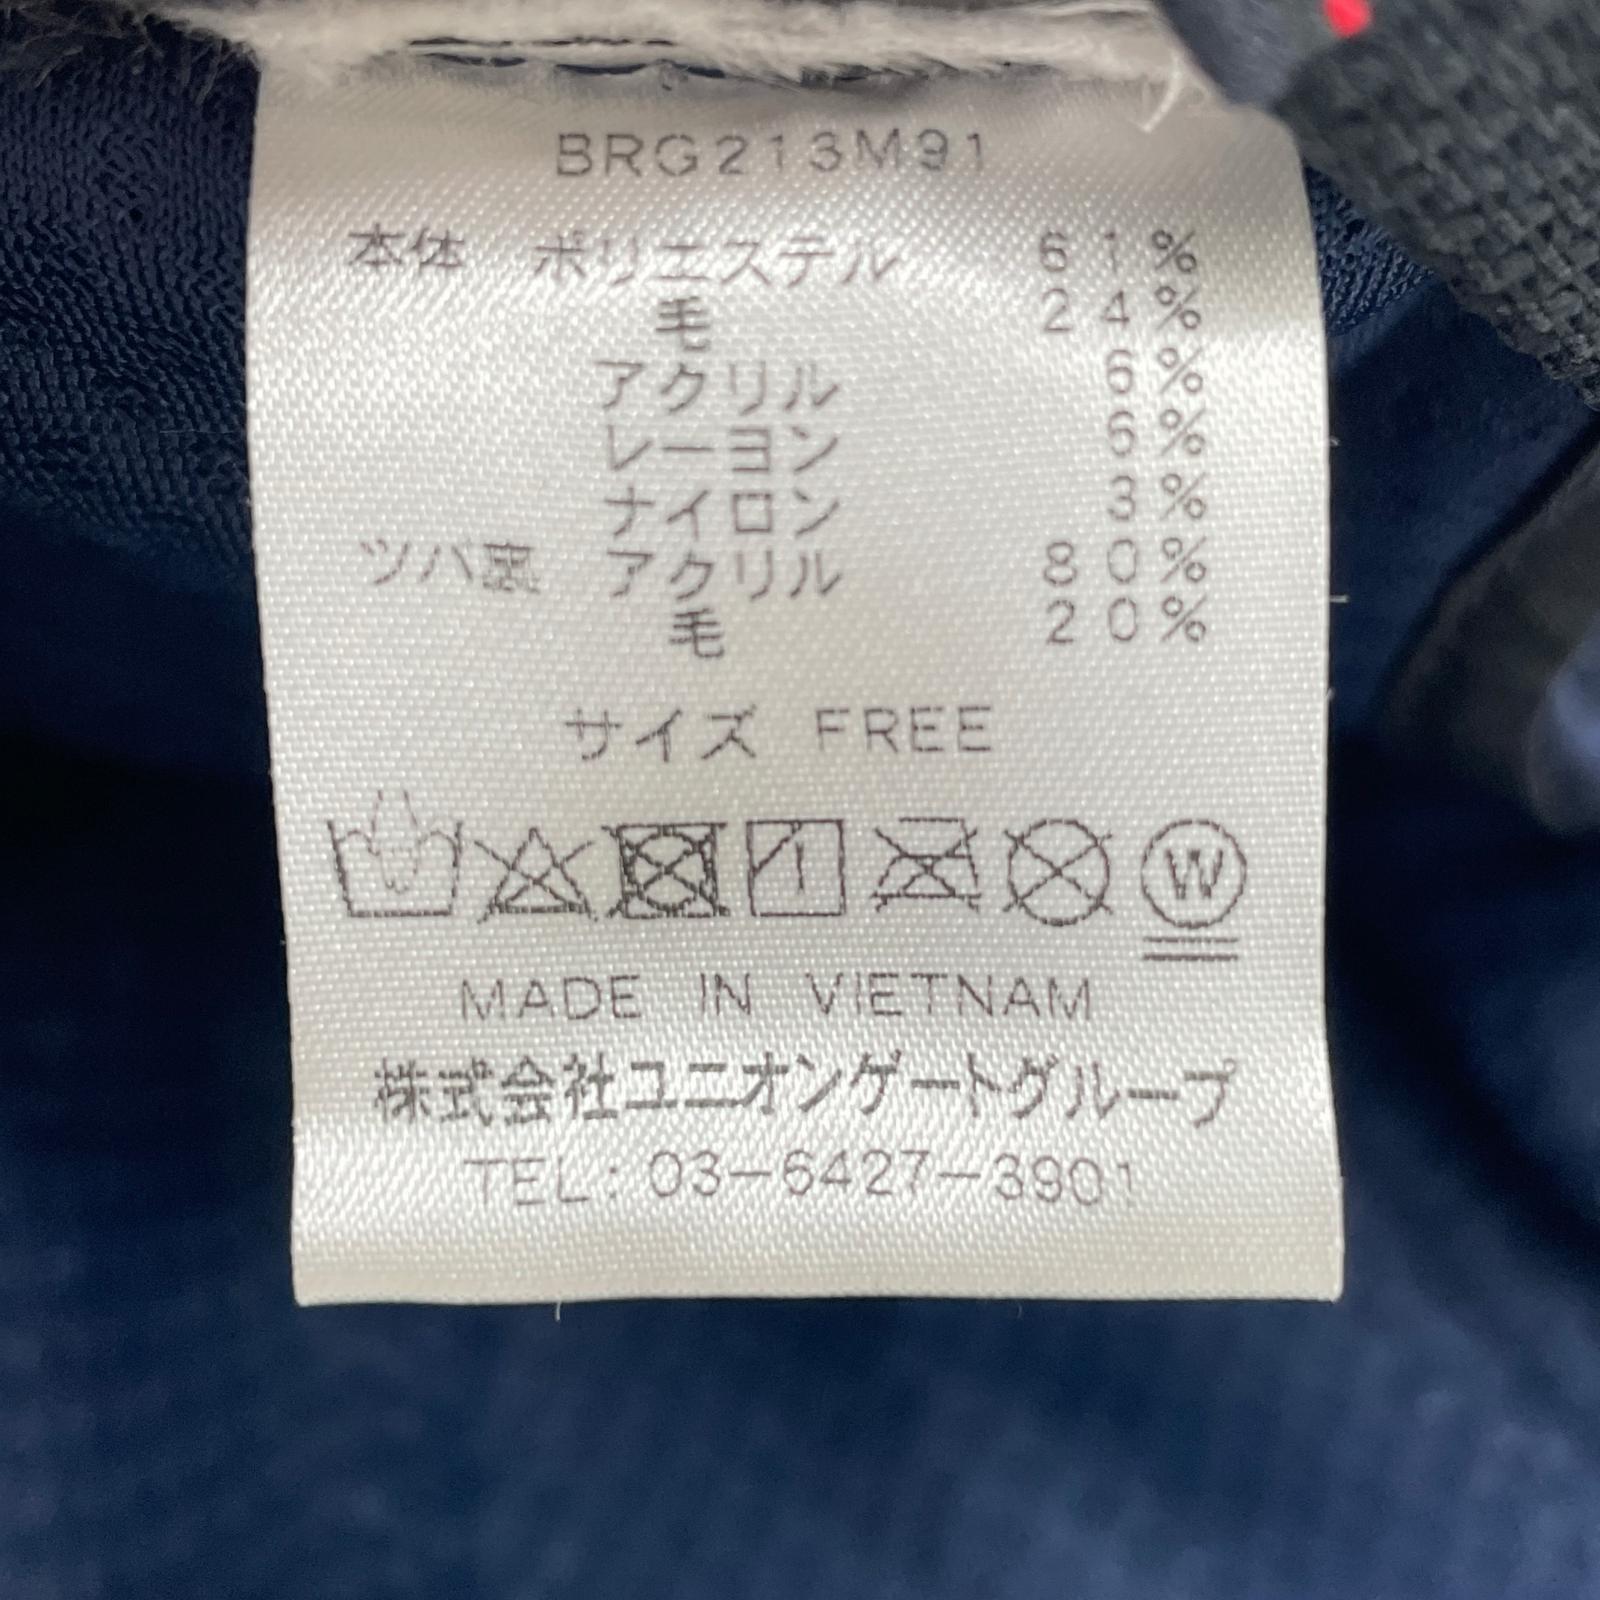 BRG213M91
本体 ポリエステル 61%
毛 24%
アクリル 6%
レーヨン 6%
ナイロン 3%
ツバ裏 アクリル 80%
毛 20%
サイズ FREE
W
MADE IN VIETNAM
株式会社ユニオンゲートグループ
TEL: 03-6427-3901